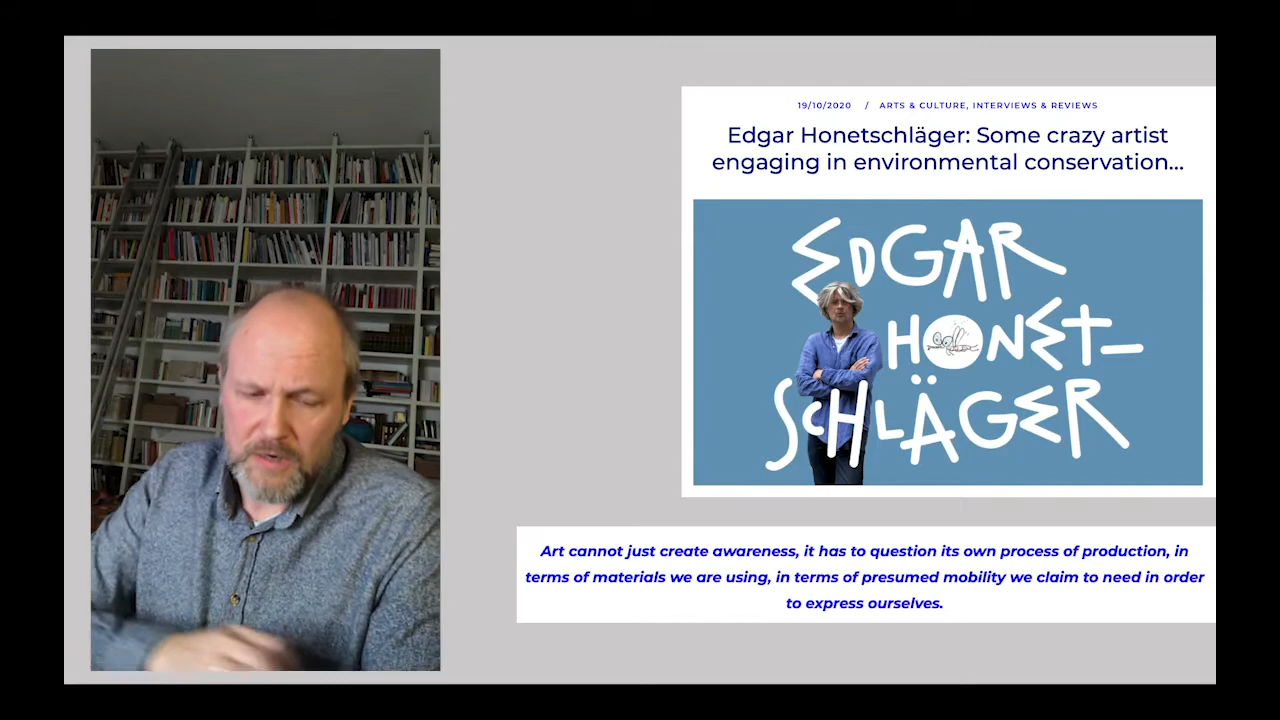 19/10/2020 / ARTS & CULTURE, INTERVIEWS & REVIEWS
Edgar Honetschläger: Some crazy artist
engaging in environmental conservation...
EDGAR
HONET-
SCHLÄGER
Art cannot just create awareness, it has to question its own process of production, in
terms of materials we are using, in terms of presumed mobility we claim to need in order
to express ourselves.